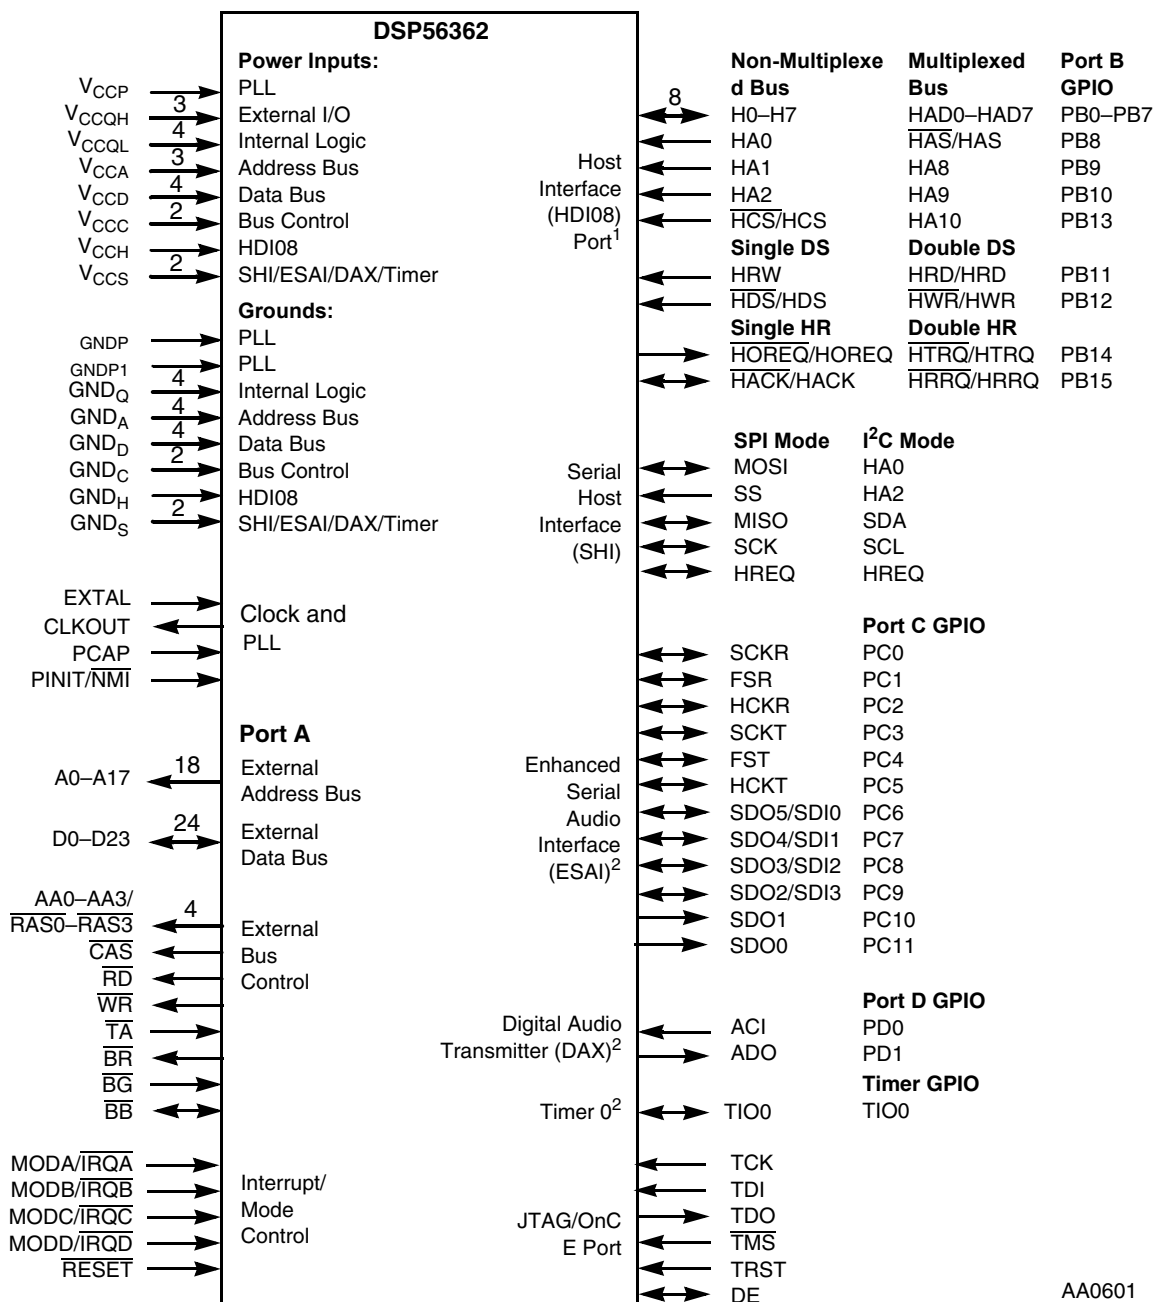 DSP56362
Power Inputs:
VCCP PLL
VCCQH 3 External I/O
VCCQL 4 Internal Logic
VCCA 3 Address Bus
VCCD 4 Data Bus
VCCC 2 Bus Control
VCCH HDI08
VCCS 2 SHI/ESAI/DAX/Timer
Grounds:
GNDP PLL
GNDP1 PLL
GNDQ 4 Internal Logic
GNDA 4 Address Bus
GNDD 4 Data Bus
GNDC 2 Bus Control
GNDH HDI08
GNDS 2 SHI/ESAI/DAX/Timer
EXTAL
CLKOUT
PCAP
PINIT/NMI
Clock and
PLL
Port A
A0–A17 18 External
Address Bus
D0–D23 24 External
Data Bus
AA0–AA3/
RAS0–RAS3 4
CAS
RD
WR
TA
BR
BG
BB
External
Bus
Control
MODA/IRQA
MODB/IRQB
MODC/IRQC
MODD/IRQD
RESET
Interrupt/
Mode
Control
Host
Interface
(HDI08)
Port1
Non-Multiplexe Multiplexed Port B
d Bus Bus GPIO
8 H0–H7 HAD0–HAD7 PB0–PB7
HA0 HAS/HAS PB8
HA1 HA8 PB9
HA2 HA9 PB10
HCS/HCS HA10 PB13
Single DS Double DS
HRW HRD/HRD PB11
HDS/HDS HWR/HWR PB12
Single HR Double HR
HOREQ/HOREQ HTRQ/HTRQ PB14
HACK/HACK HRRQ/HRRQ PB15
Serial
Host
Interface
(SHI)
SPI Mode I2C Mode
MOSI HA0
SS HA2
MISO SDA
SCK SCL
HREQ HREQ
Enhanced
Serial
Audio
Interface
(ESAI)2
Port C GPIO
SCKR PC0
FSR PC1
HCKR PC2
SCKT PC3
FST PC4
HCKT PC5
SDO5/SDI0 PC6
SDO4/SDI1 PC7
SDO3/SDI2 PC8
SDO2/SDI3 PC9
SDO1 PC10
SDO0 PC11
Digital Audio
Transmitter (DAX)2
Port D GPIO
ACI PD0
ADO PD1
Timer GPIO
Timer 02 TIO0 TIO0
JTAG/OnC
E Port
TCK
TDI
TDO
TMS
TRST
DE
AA0601